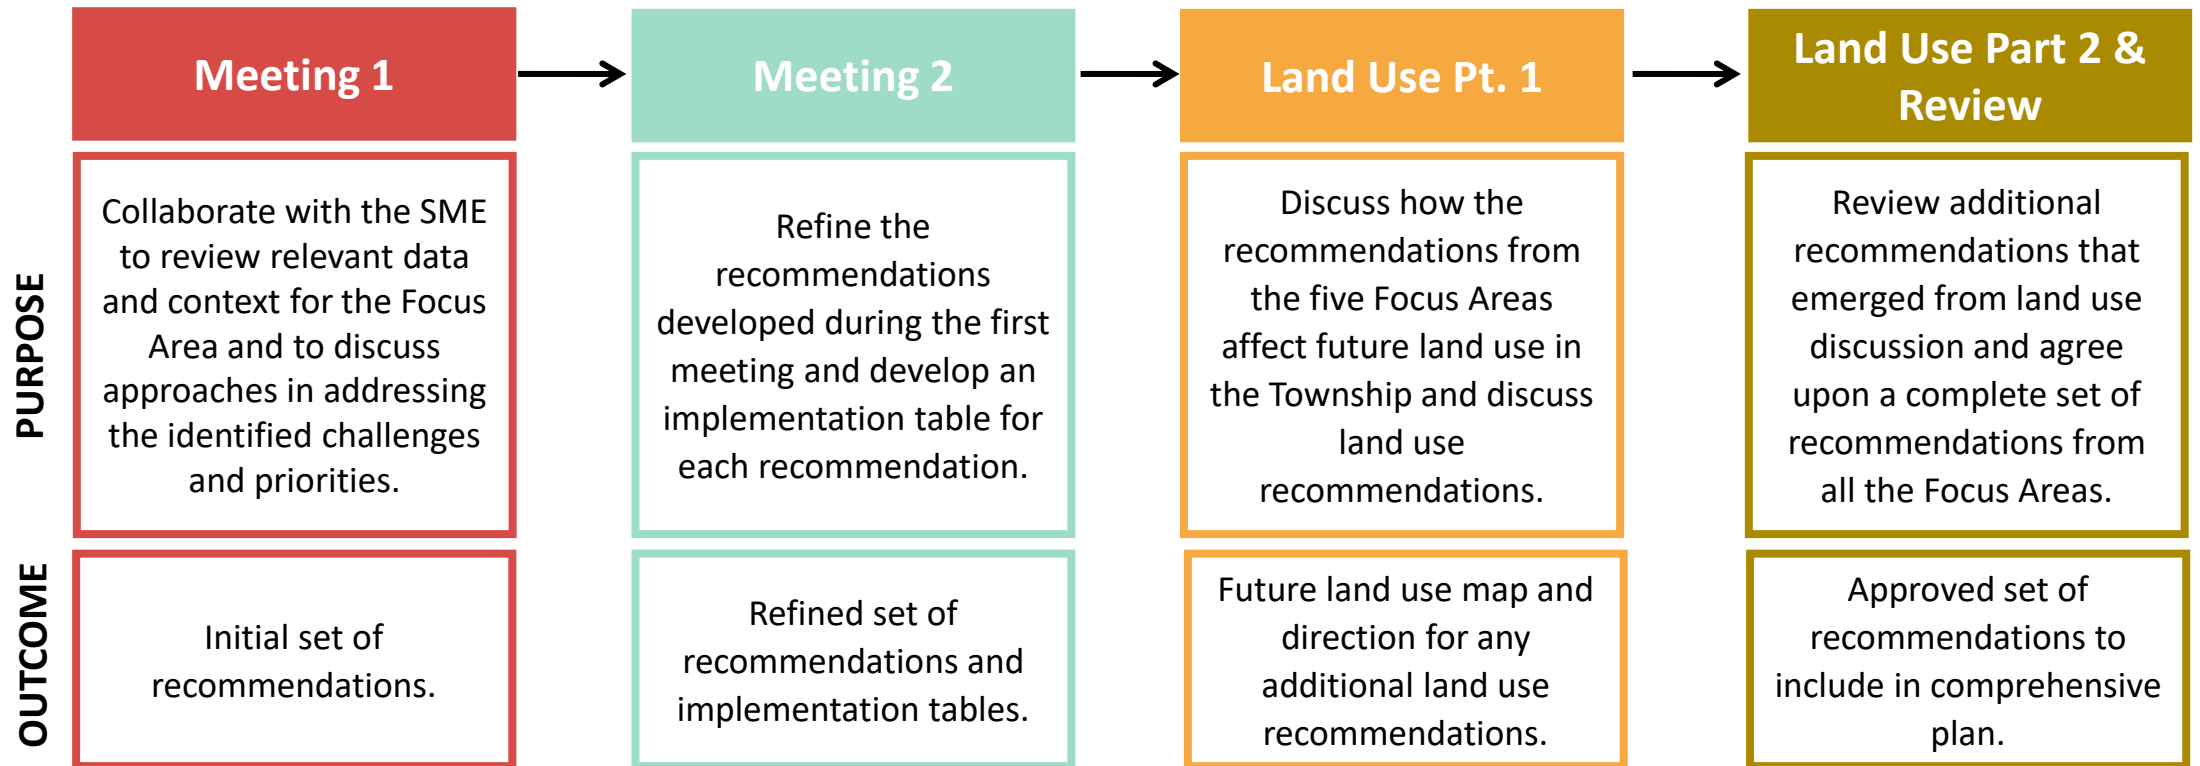 Meeting 1
Meeting 2
Land Use Pt. 1
Land Use Part 2 &
Review
PURPOSE
Collaborate with the SME
to review relevant data
and context for the Focus
Area and to discuss
approaches in addressing
the identified challenges
and priorities.
Refine the
recommendations
developed during the first
meeting and develop an
implementation table for
each recommendation.
Discuss how the
recommendations from
the five Focus Areas
affect future land use in
the Township and discuss
land use
recommendations.
Review additional
recommendations that
emerged from land use
discussion and agree
upon a complete set of
recommendations from
all the Focus Areas.
OUTCOME
Initial set of
recommendations.
Refined set of
recommendations and
implementation tables.
Future land use map and
direction for any
additional land use
recommendations.
Approved set of
recommendations to
include in comprehensive
plan.